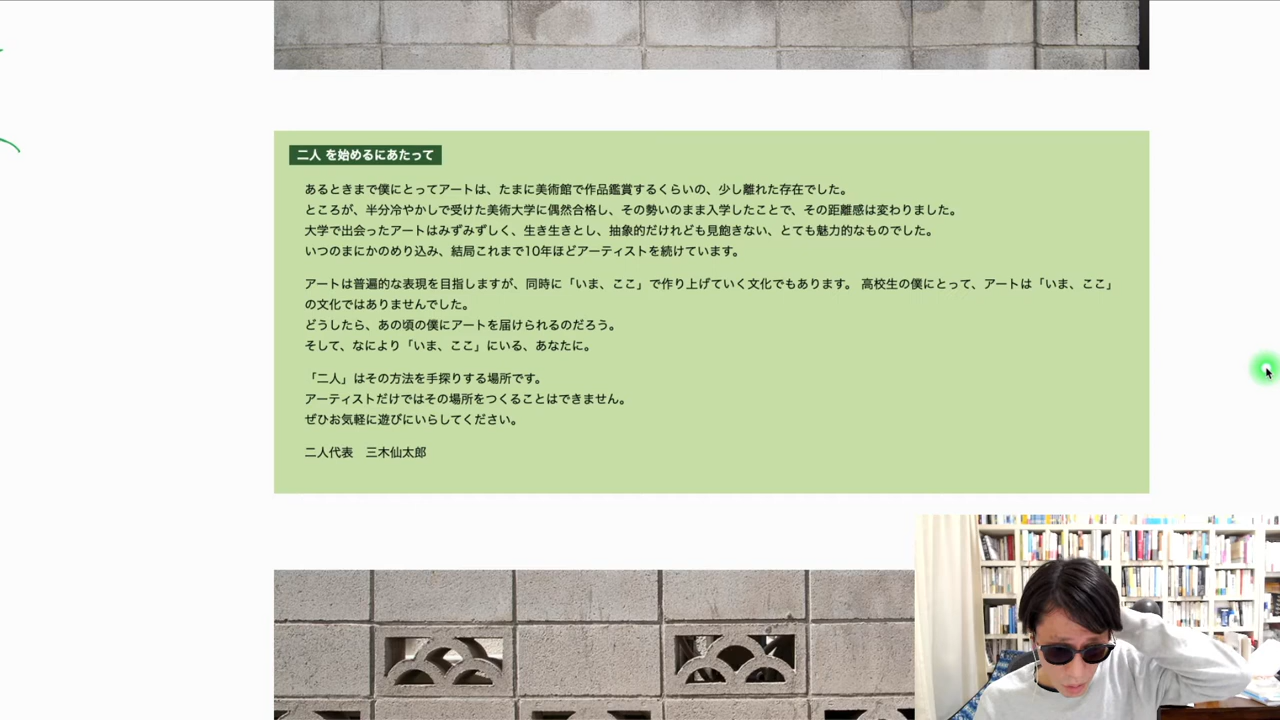 二人 を始めるにあたって
あるときまで僕にとってアートは、たまに美術館で作品鑑賞するくらいの、少し離れた存在でした。
ところが、半分冷やかしで受けた美術大学に偶然合格し、その勢いのまま入学したことで、その距離感は変わりました。
大学で出会ったアートはみずみずしく、生き生きとし、抽象的だけれども見飽きない、とても魅力的なものでした。
いつのまにかのめり込み、結局これまで10年ほどアーティストを続けています。
アートは普遍的な表現を目指しますが、同時に「いま、ここ」で作り上げていく文化でもあります。 高校生の僕にとって、アートは「いま、ここ」
の文化ではありませんでした。
どうしたら、あの頃の僕にアートを届けられるのだろう。
そして、なにより「いま、ここ」にいる、あなたに。
「二人」はその方法を手探りする場所です。
アーティストだけではその場所をつくることはできません。
ぜひお気軽に遊びにいらしてください。
二人代表　三木仙太郎